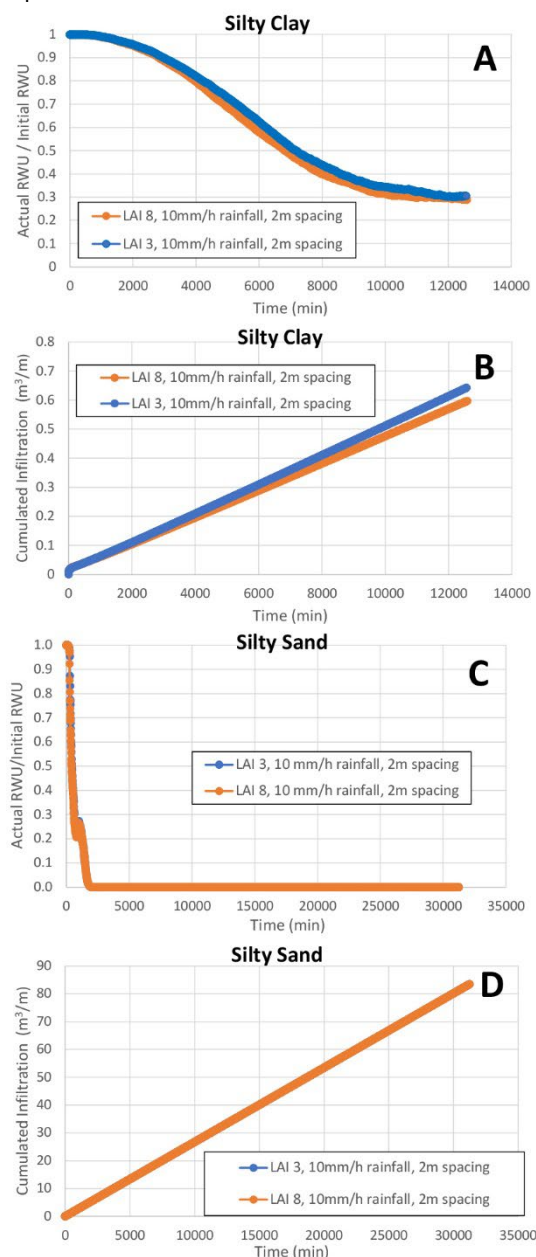 Silty Clay
A
Actual RWU / Initial RWU
1
0.9
0.8
0.7
0.6
0.5
0.4
0.3
0.2
0.1
0
LAI 8, 10mm/h rainfall, 2m spacing
LAI 3, 10mm/h rainfall, 2m spacing
0 2000 4000 6000 8000 10000 12000 14000
Time (min)
Silty Clay
B
Cumulated Infiltration (m³/m)
0.8
0.7
0.6
0.5
0.4
0.3
0.2
0.1
0
LAI 8, 10mm/h rainfall, 2m spacing
LAI 3, 10mm/h rainfall, 2m spacing
0 2000 4000 6000 8000 10000 12000 14000
Time (min)
Silty Sand
C
Actual RWU/Initial RWU
1.0
0.9
0.8
0.7
0.6
0.5
0.4
0.3
0.2
0.1
0.0
LAI 3, 10 mm/h rainfall, 2m spacing
LAI 8, 10 mm/h rainfall, 2m spacing
0 5000 10000 15000 20000 25000 30000 35000
Time (min)
Silty Sand
D
Cumulated Infiltration (m³/m)
90
80
70
60
50
40
30
20
10
0
LAI 3, 10mm/h rainfall, 2m spacing
LAI 8, 10mm/h rainfall, 2m spacing
0 5000 10000 15000 20000 25000 30000 35000
Time (min)